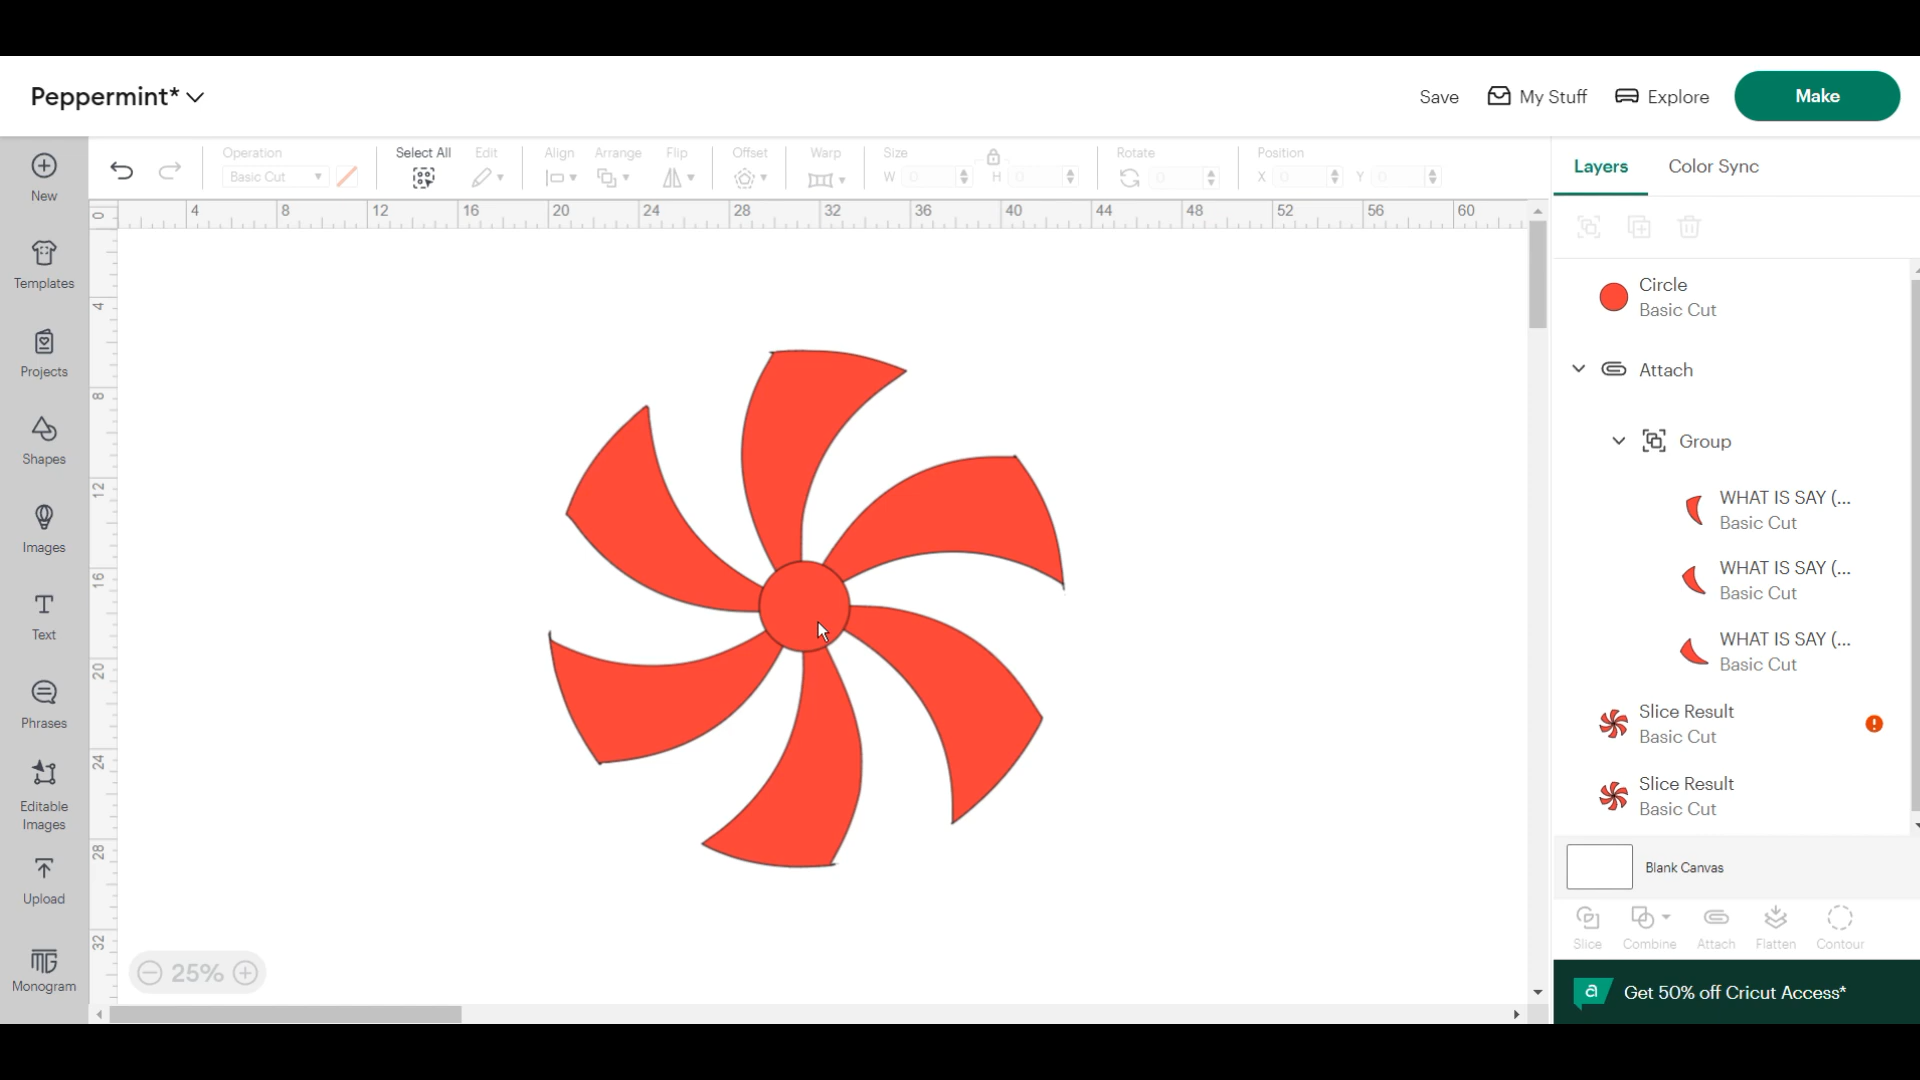 Peppermint*
Save
My Stuff
Explore
Make
New
Templates
Projects
Shapes
Images
Text
Phrases
Editable
Images
Upload
Monogram
Operation
Basic Cut
Select All
Edit
Align
Arrange
Flip
Offset
Warp
Size
W 0
H 0
Rotate
0
Position
X 0
Y 0
0 4 8 12 16 20 24 28 32 36 40 44 48 52 56 60
4
8
12
16
20
24
28
32
25%
Layers
Color Sync
Circle
Basic Cut
Attach
Group
WHAT IS SAY (...
Basic Cut
WHAT IS SAY (...
Basic Cut
WHAT IS SAY (...
Basic Cut
Slice Result
Basic Cut
Slice Result
Basic Cut
Blank Canvas
Slice
Combine
Attach
Flatten
Contour
a
Get 50% off Cricut Access*